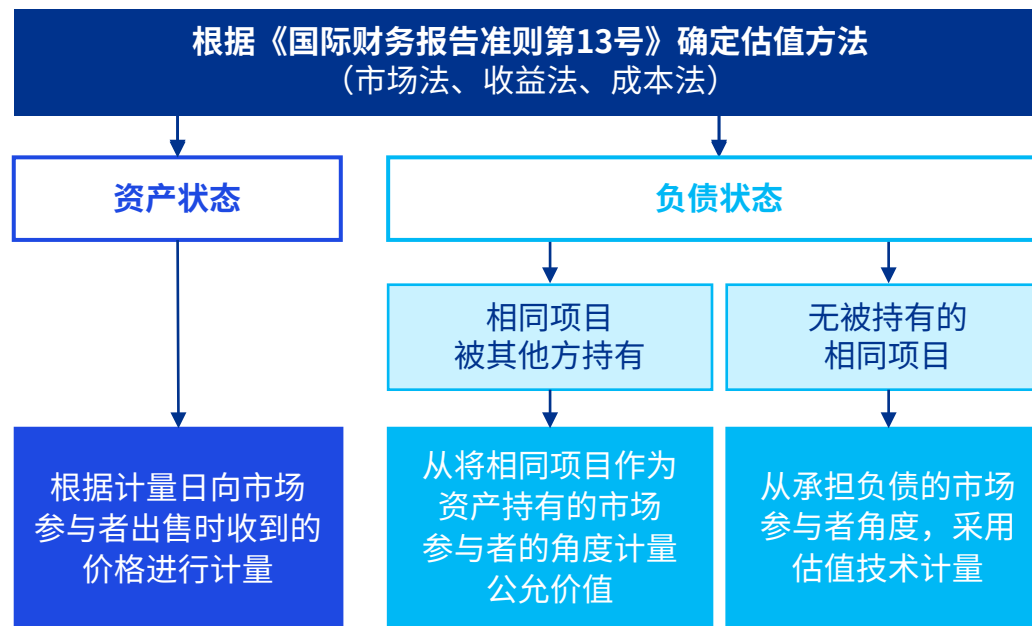 根据《国际财务报告准则第13号》确定估值方法
（市场法、收益法、成本法）
资产状态
负债状态
相同项目
被其他方持有
无被持有的
相同项目
根据计量日向市场
参与者出售时收到的
价格进行计量
从将相同项目作为
资产持有的市场
参与者的角度计量
公允价值
从承担负债的市场
参与者角度，采用
估值技术计量